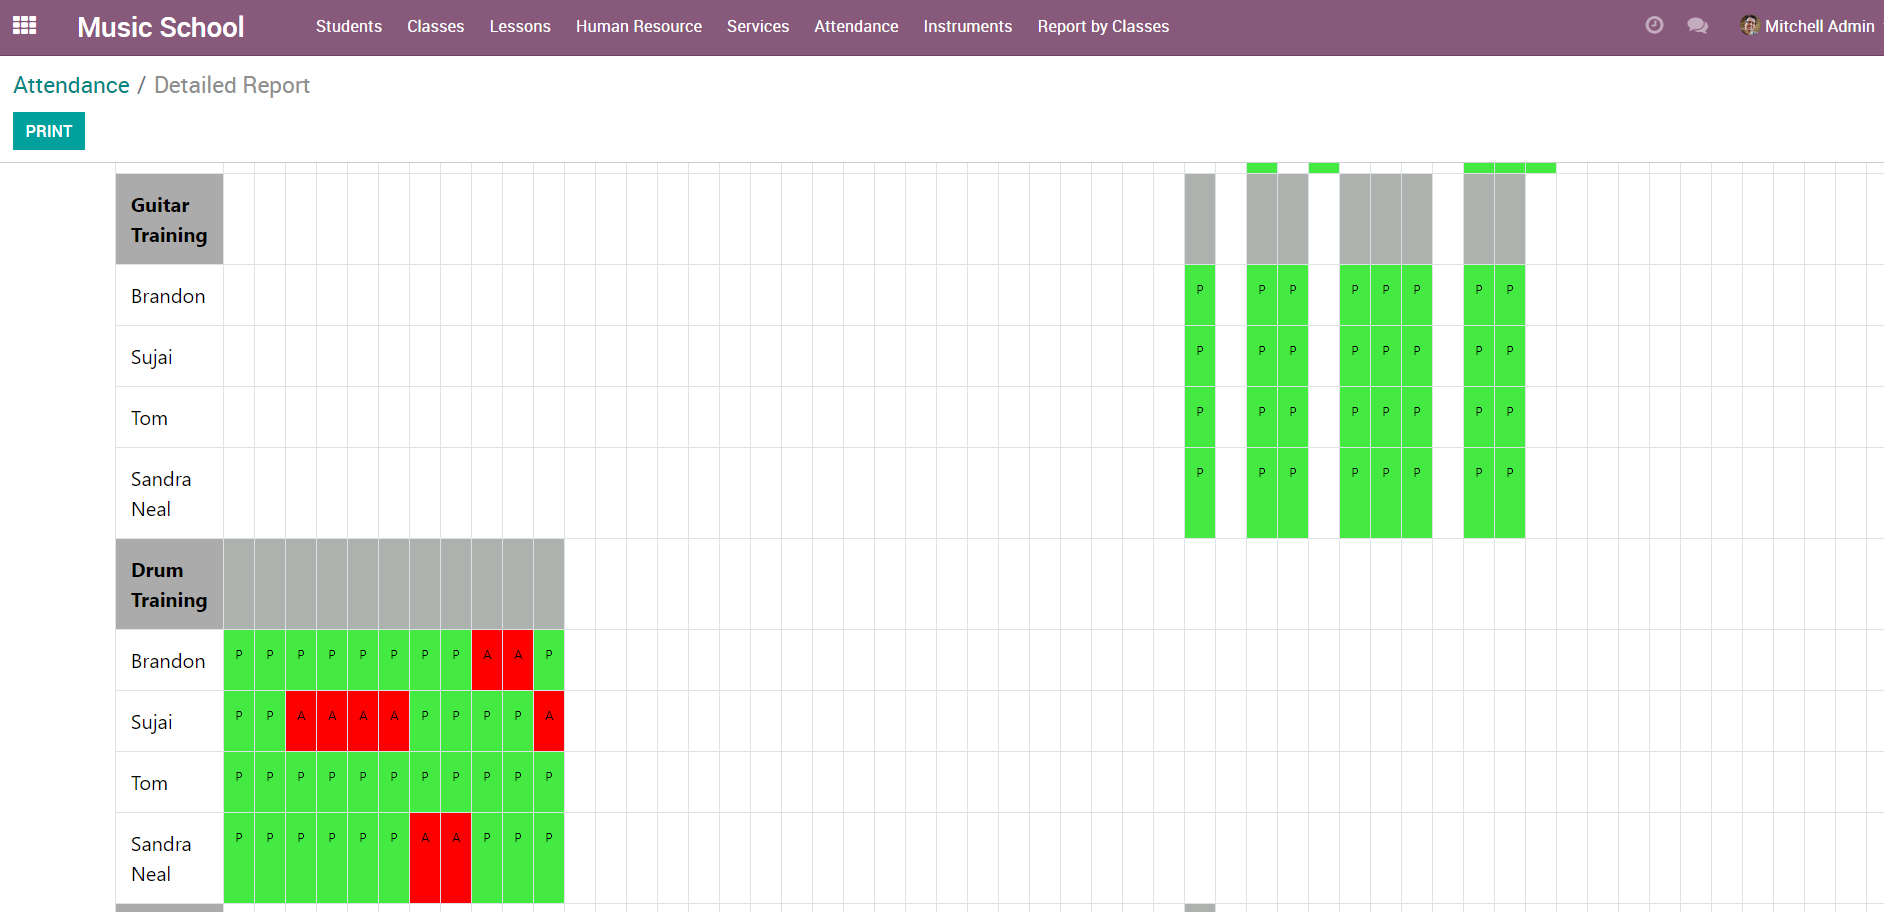 Music School Students Classes Lessons Human Resource Services Attendance Instruments Report by Classes Mitchell Admin
Attendance / Detailed Report
PRINT
Guitar
Training
Brandon P P P P P P P P
Sujai P P P P P P P P
Tom P P P P P P P P
Sandra P P P P P P P P
Neal
Drum
Training
Brandon P P P P P P P P A A P
Sujai P P A A A A P P P P A
Tom P P P P P P P P P P P
Sandra P P P P P P A A P P P
Neal